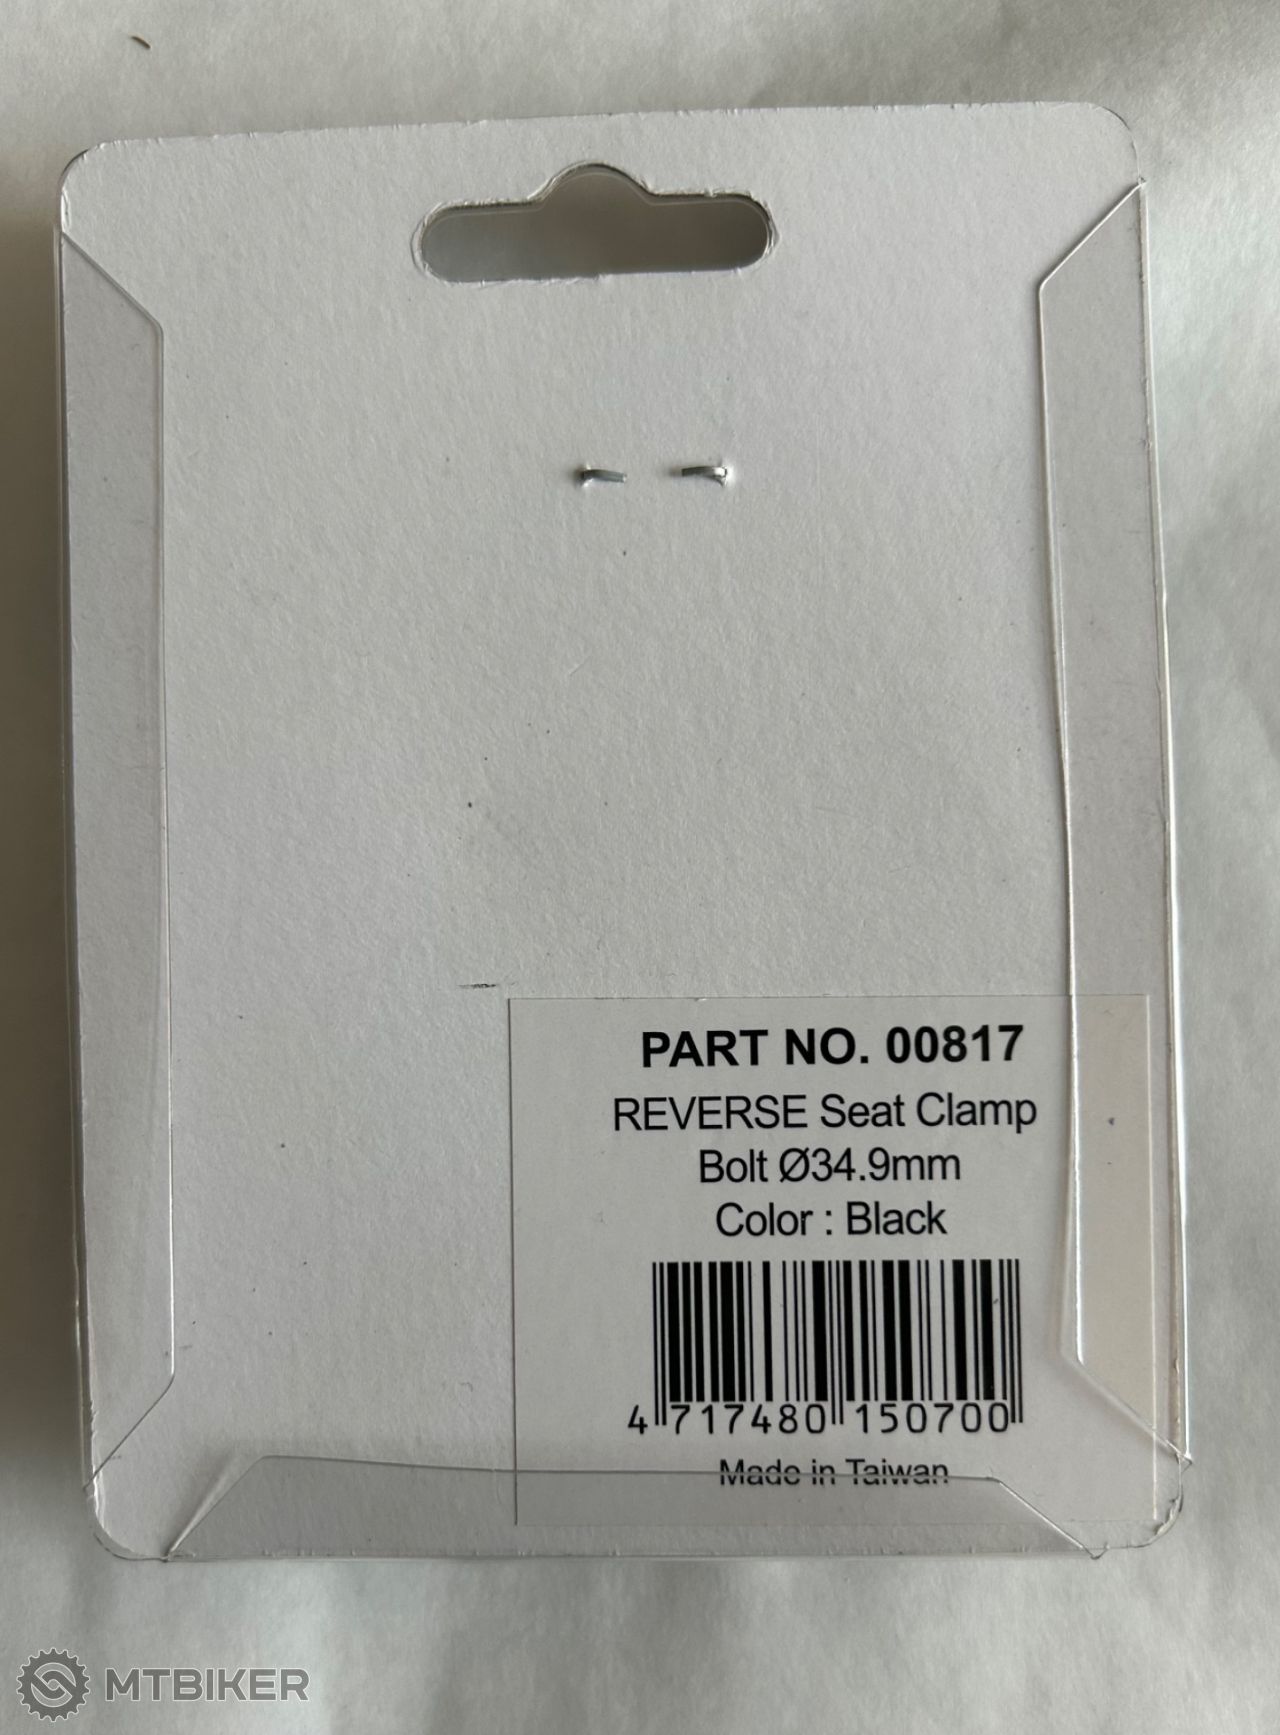 PART NO. 00817
REVERSE Seat Clamp
Bolt Ø34.9mm
Color : Black
4 717480 150700
Made in Taiwan
MTBIKER